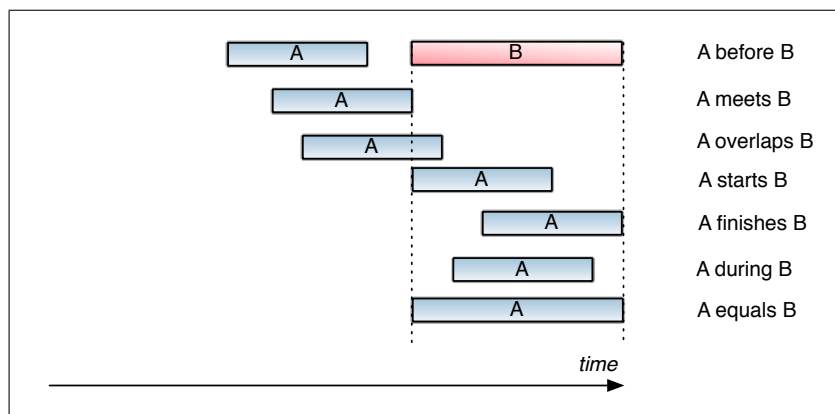 A B A before B
A A meets B
A A overlaps B
A A starts B
A A finishes B
A A during B
A A equals B
time